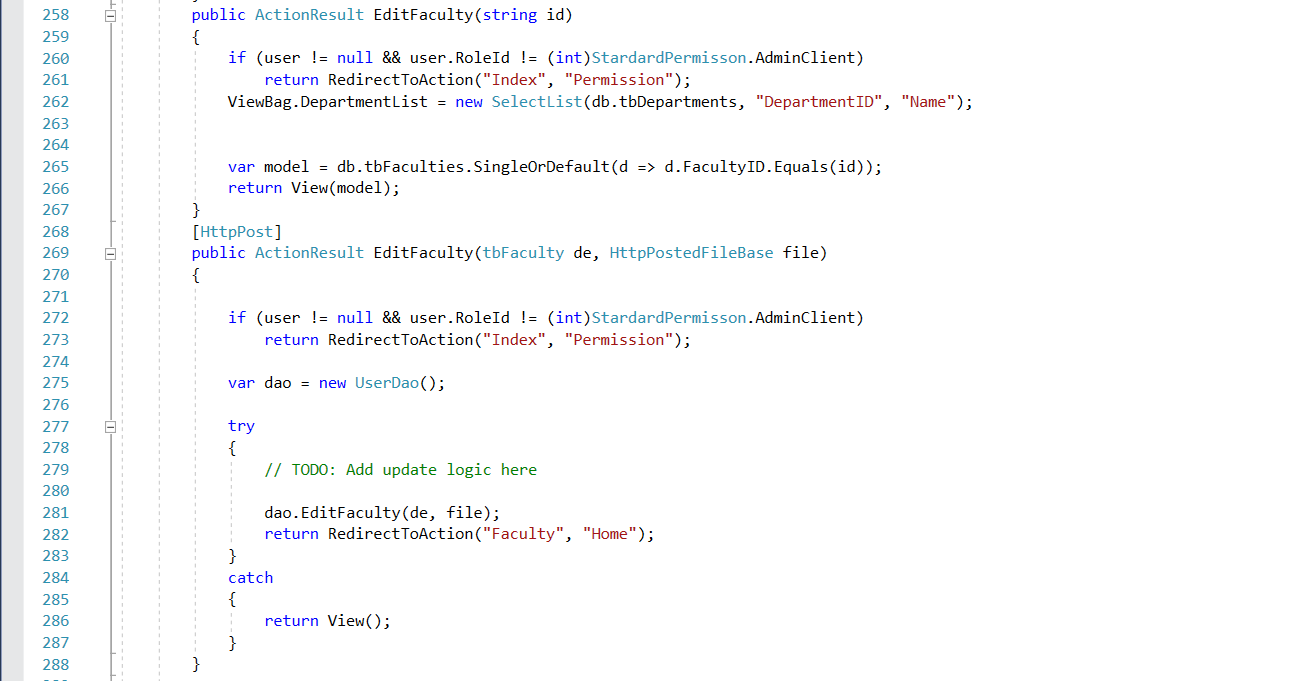 258 public ActionResult EditFaculty(string id)
259 {
260 if (user != null && user.RoleId != (int)StardardPermisson.AdminClient)
261 return RedirectToAction("Index", "Permission");
262 ViewBag.DepartmentList = new SelectList(db.tbDepartments, "DepartmentID", "Name");
263
264
265 var model = db.tbFaculties.SingleOrDefault(d => d.FacultyID.Equals(id));
266 return View(model);
267 }
268 [HttpPost]
269 public ActionResult EditFaculty(tbFaculty de, HttpPostedFileBase file)
270 {
271
272 if (user != null && user.RoleId != (int)StardardPermisson.AdminClient)
273 return RedirectToAction("Index", "Permission");
274
275 var dao = new UserDao();
276
277 try
278 {
279 // TODO: Add update logic here
280
281 dao.EditFaculty(de, file);
282 return RedirectToAction("Faculty", "Home");
283 }
284 catch
285 {
286 return View();
287 }
288 }